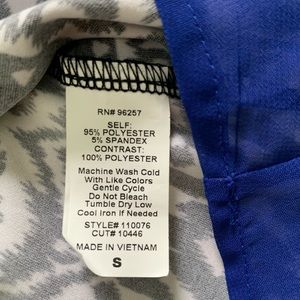 RN# 96257
SELF:
95% POLYESTER
5% SPANDEX
CONTRAST:
100% POLYESTER
Machine Wash Cold
With Like Colors
Gentle Cycle
Do Not Bleach
Tumble Dry Low
Cool Iron If Needed
STYLE# 110076
CUT# 10446
MADE IN VIETNAM
S